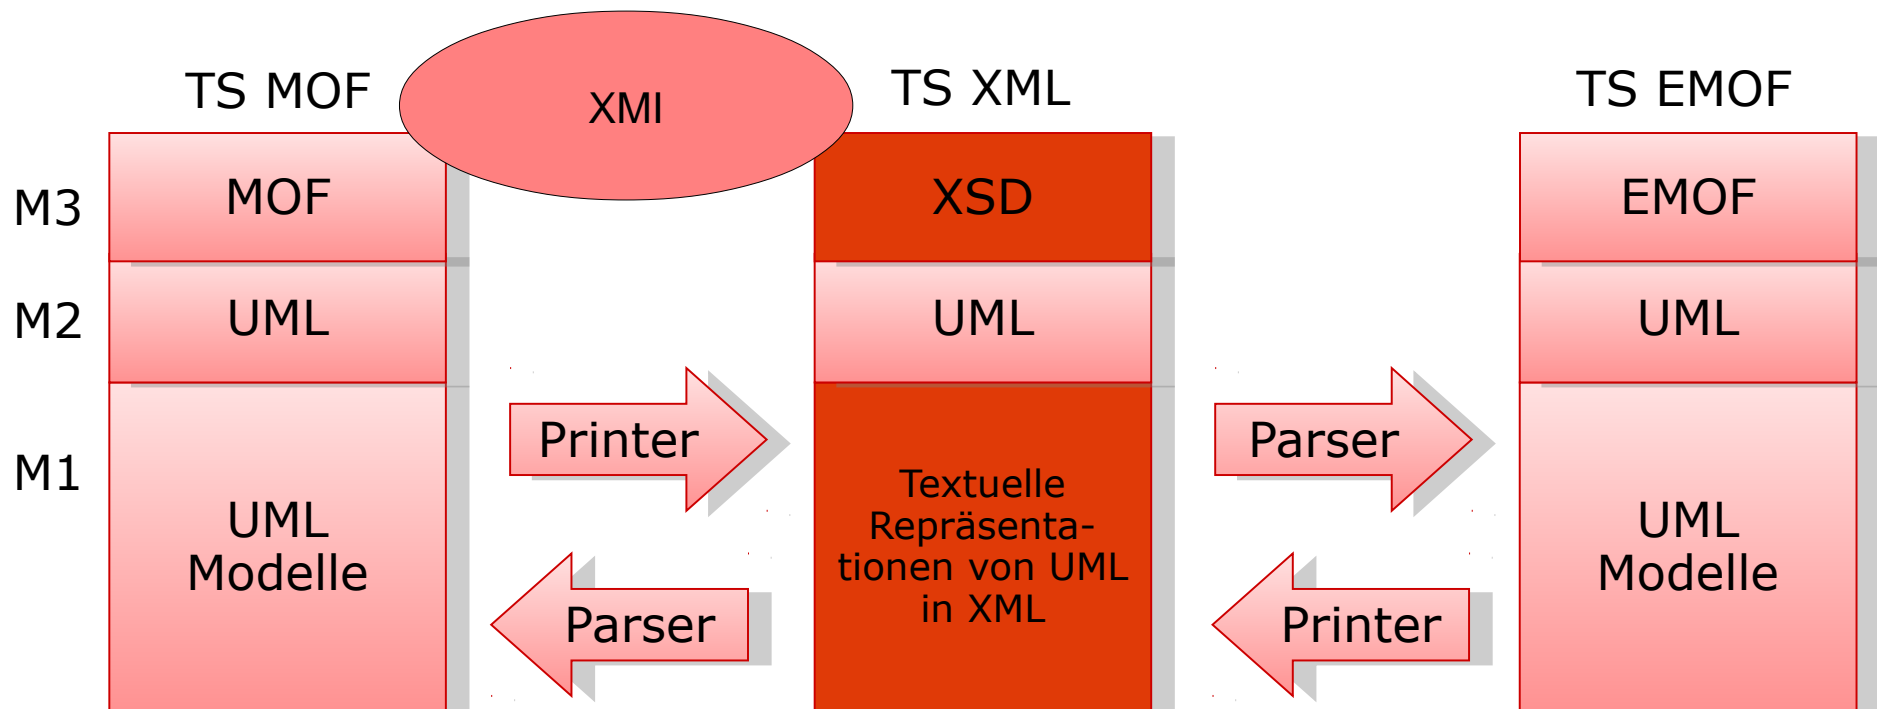 TS MOF
XMI
TS XML
TS EMOF
M3
MOF
XSD
EMOF
M2
UML
UML
UML
M1
UML
Modelle
Printer
Parser
Textuelle
Repräsenta-
tionen von UML
in XML
Parser
Printer
UML
Modelle